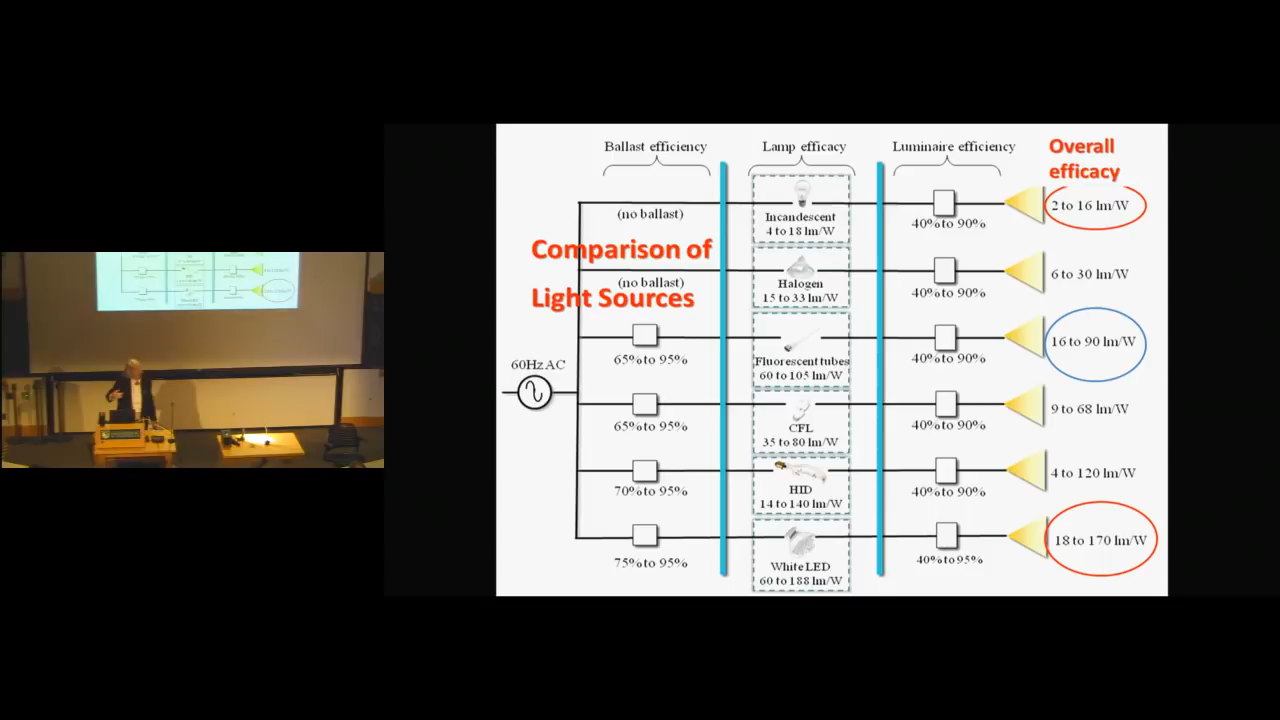 Ballast efficiency
Lamp efficacy
Luminaire efficiency
Overall
efficacy
(no ballast)
Incandescent
4 to 18 lm/W
40% to 90%
2 to 16 lm/W
Comparison of
Light Sources
(no ballast)
Halogen
15 to 33 lm/W
40% to 90%
6 to 30 lm/W
65% to 95%
Fluorescent tubes
60 to 105 lm/W
40% to 90%
16 to 90 lm/W
60Hz AC
65% to 95%
CFL
35 to 80 lm/W
40% to 90%
9 to 68 lm/W
70% to 95%
HID
14 to 140 lm/W
40% to 90%
4 to 120 lm/W
75% to 95%
White LED
60 to 188 lm/W
40% to 95%
18 to 170 lm/W